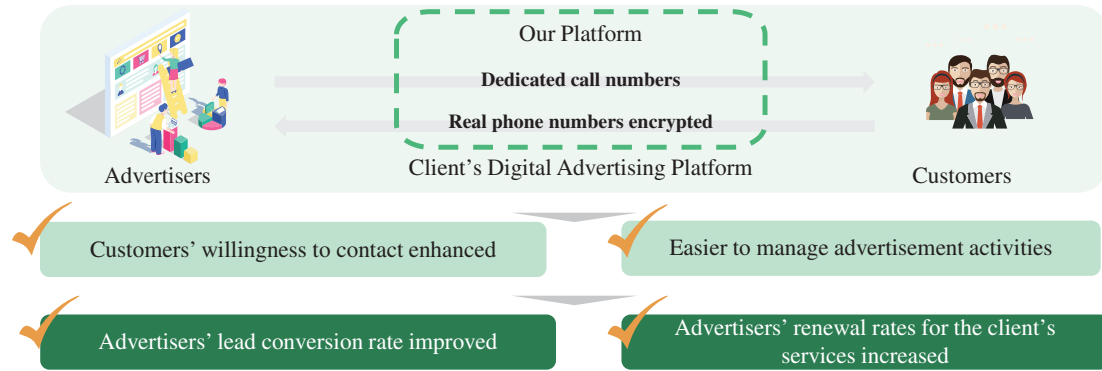 Our Platform
Dedicated call numbers
Real phone numbers encrypted
Advertisers
Client’s Digital Advertising Platform
Customers
Customers’ willingness to contact enhanced
Easier to manage advertisement activities
Advertisers’ lead conversion rate improved
Advertisers’ renewal rates for the client’s
services increased